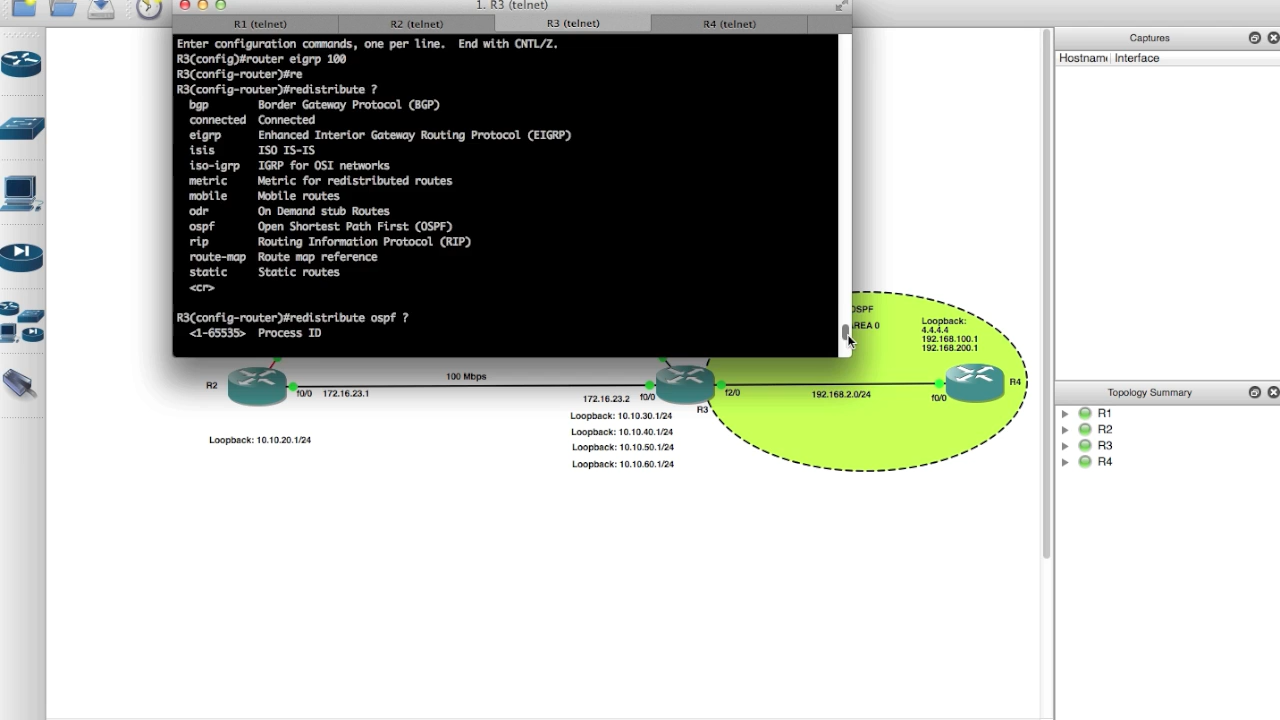 1. R3 (telnet)
R1 (telnet)
R2 (telnet)
R3 (telnet)
R4 (telnet)
Enter configuration commands, one per line.  End with CNTL/Z.
R3(config)#router eigrp 100
R3(config-router)#re
R3(config-router)#redistribute ?
bgp Border Gateway Protocol (BGP)
connected Connected
eigrp Enhanced Interior Gateway Routing Protocol (EIGRP)
isis ISO IS-IS
iso-igrp IGRP for OSI networks
metric Metric for redistributed routes
mobile Mobile routes
odr On Demand stub Routes
ospf Open Shortest Path First (OSPF)
rip Routing Information Protocol (RIP)
route-map Route map reference
static Static routes
<cr>
R3(config-router)#redistribute ospf ?
<1-65535> Process ID
OSPF
AREA 0
Loopback:
4.4.4.4
192.168.100.1
192.168.200.1
R2
f0/0
172.16.23.1
100 Mbps
172.16.23.2
f0/0
R3
f2/0
192.168.2.0/24
f0/0
R4
Loopback: 10.10.20.1/24
Loopback: 10.10.30.1/24
Loopback: 10.10.40.1/24
Loopback: 10.10.50.1/24
Loopback: 10.10.60.1/24
Captures
Hostname Interface
Topology Summary
R1
R2
R3
R4